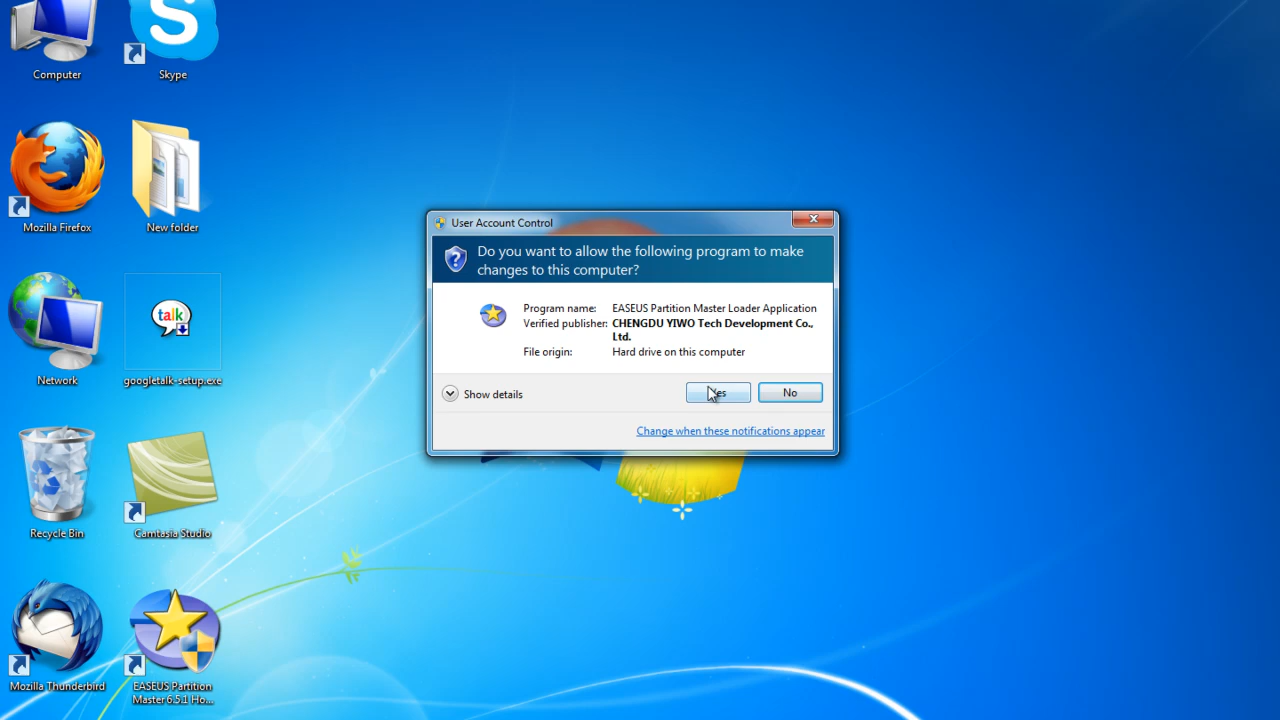 Computer
S
Skype
Mozilla Firefox
New folder
Network
talk
googletalk-setup.exe
Recycle Bin
Camtasia Studio
Mozilla Thunderbird
EASEUS Partition
Master 6.5.1 Ho...
User Account Control
Do you want to allow the following program to make
changes to this computer?
Program name: EASEUS Partition Master Loader Application
Verified publisher: CHENGDU YIWO Tech Development Co.,
Ltd.
File origin: Hard drive on this computer
Show details
Yes
No
Change when these notifications appear